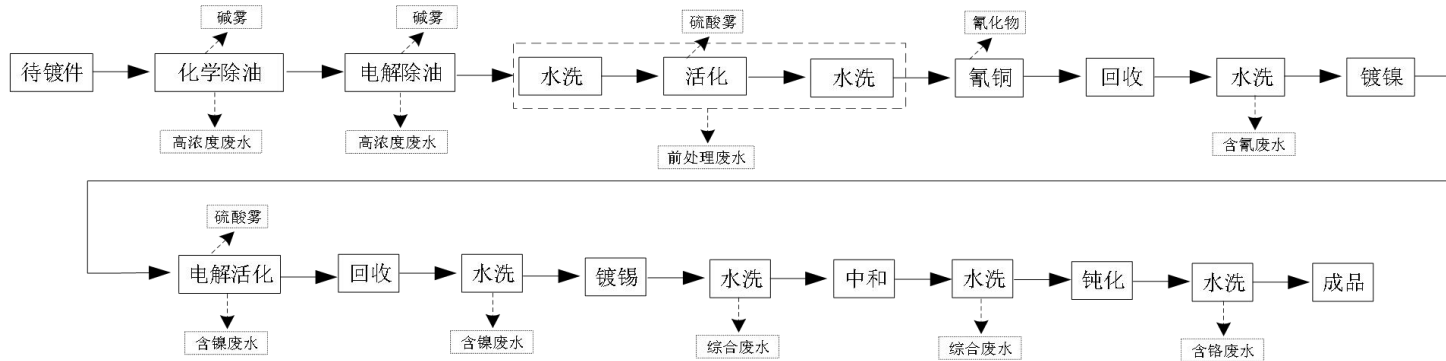 碱雾
碱雾
硫酸雾
氰化物
待镀件
化学除油
电解除油
水洗
活化
水洗
氰铜
回收
水洗
镀镍
高浓度废水
高浓度废水
前处理废水
含氰废水
硫酸雾
电解活化
回收
水洗
镀锡
水洗
中和
水洗
钝化
水洗
成品
含镍废水
含镍废水
综合废水
综合废水
含铬废水